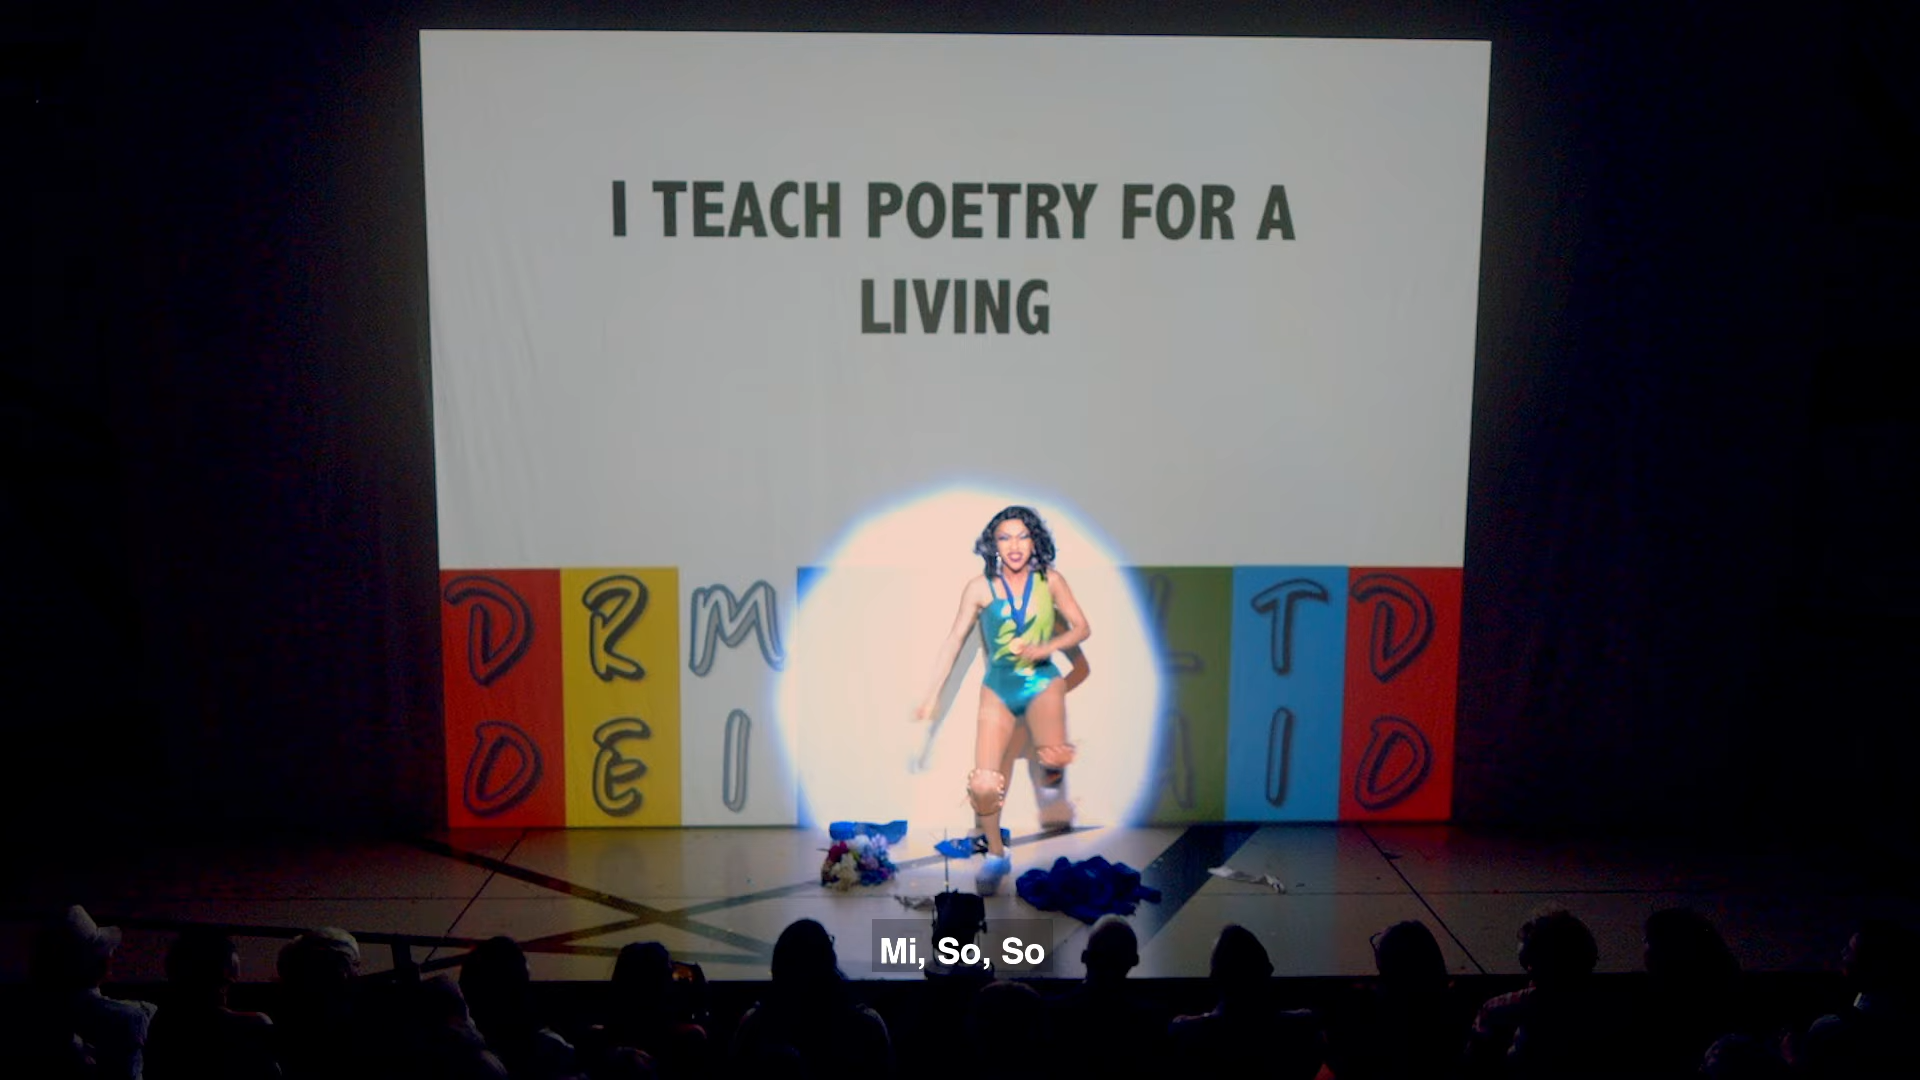 I TEACH POETRY FOR A
LIVING
D R M L T D
D E I A I D
Mi, So, So